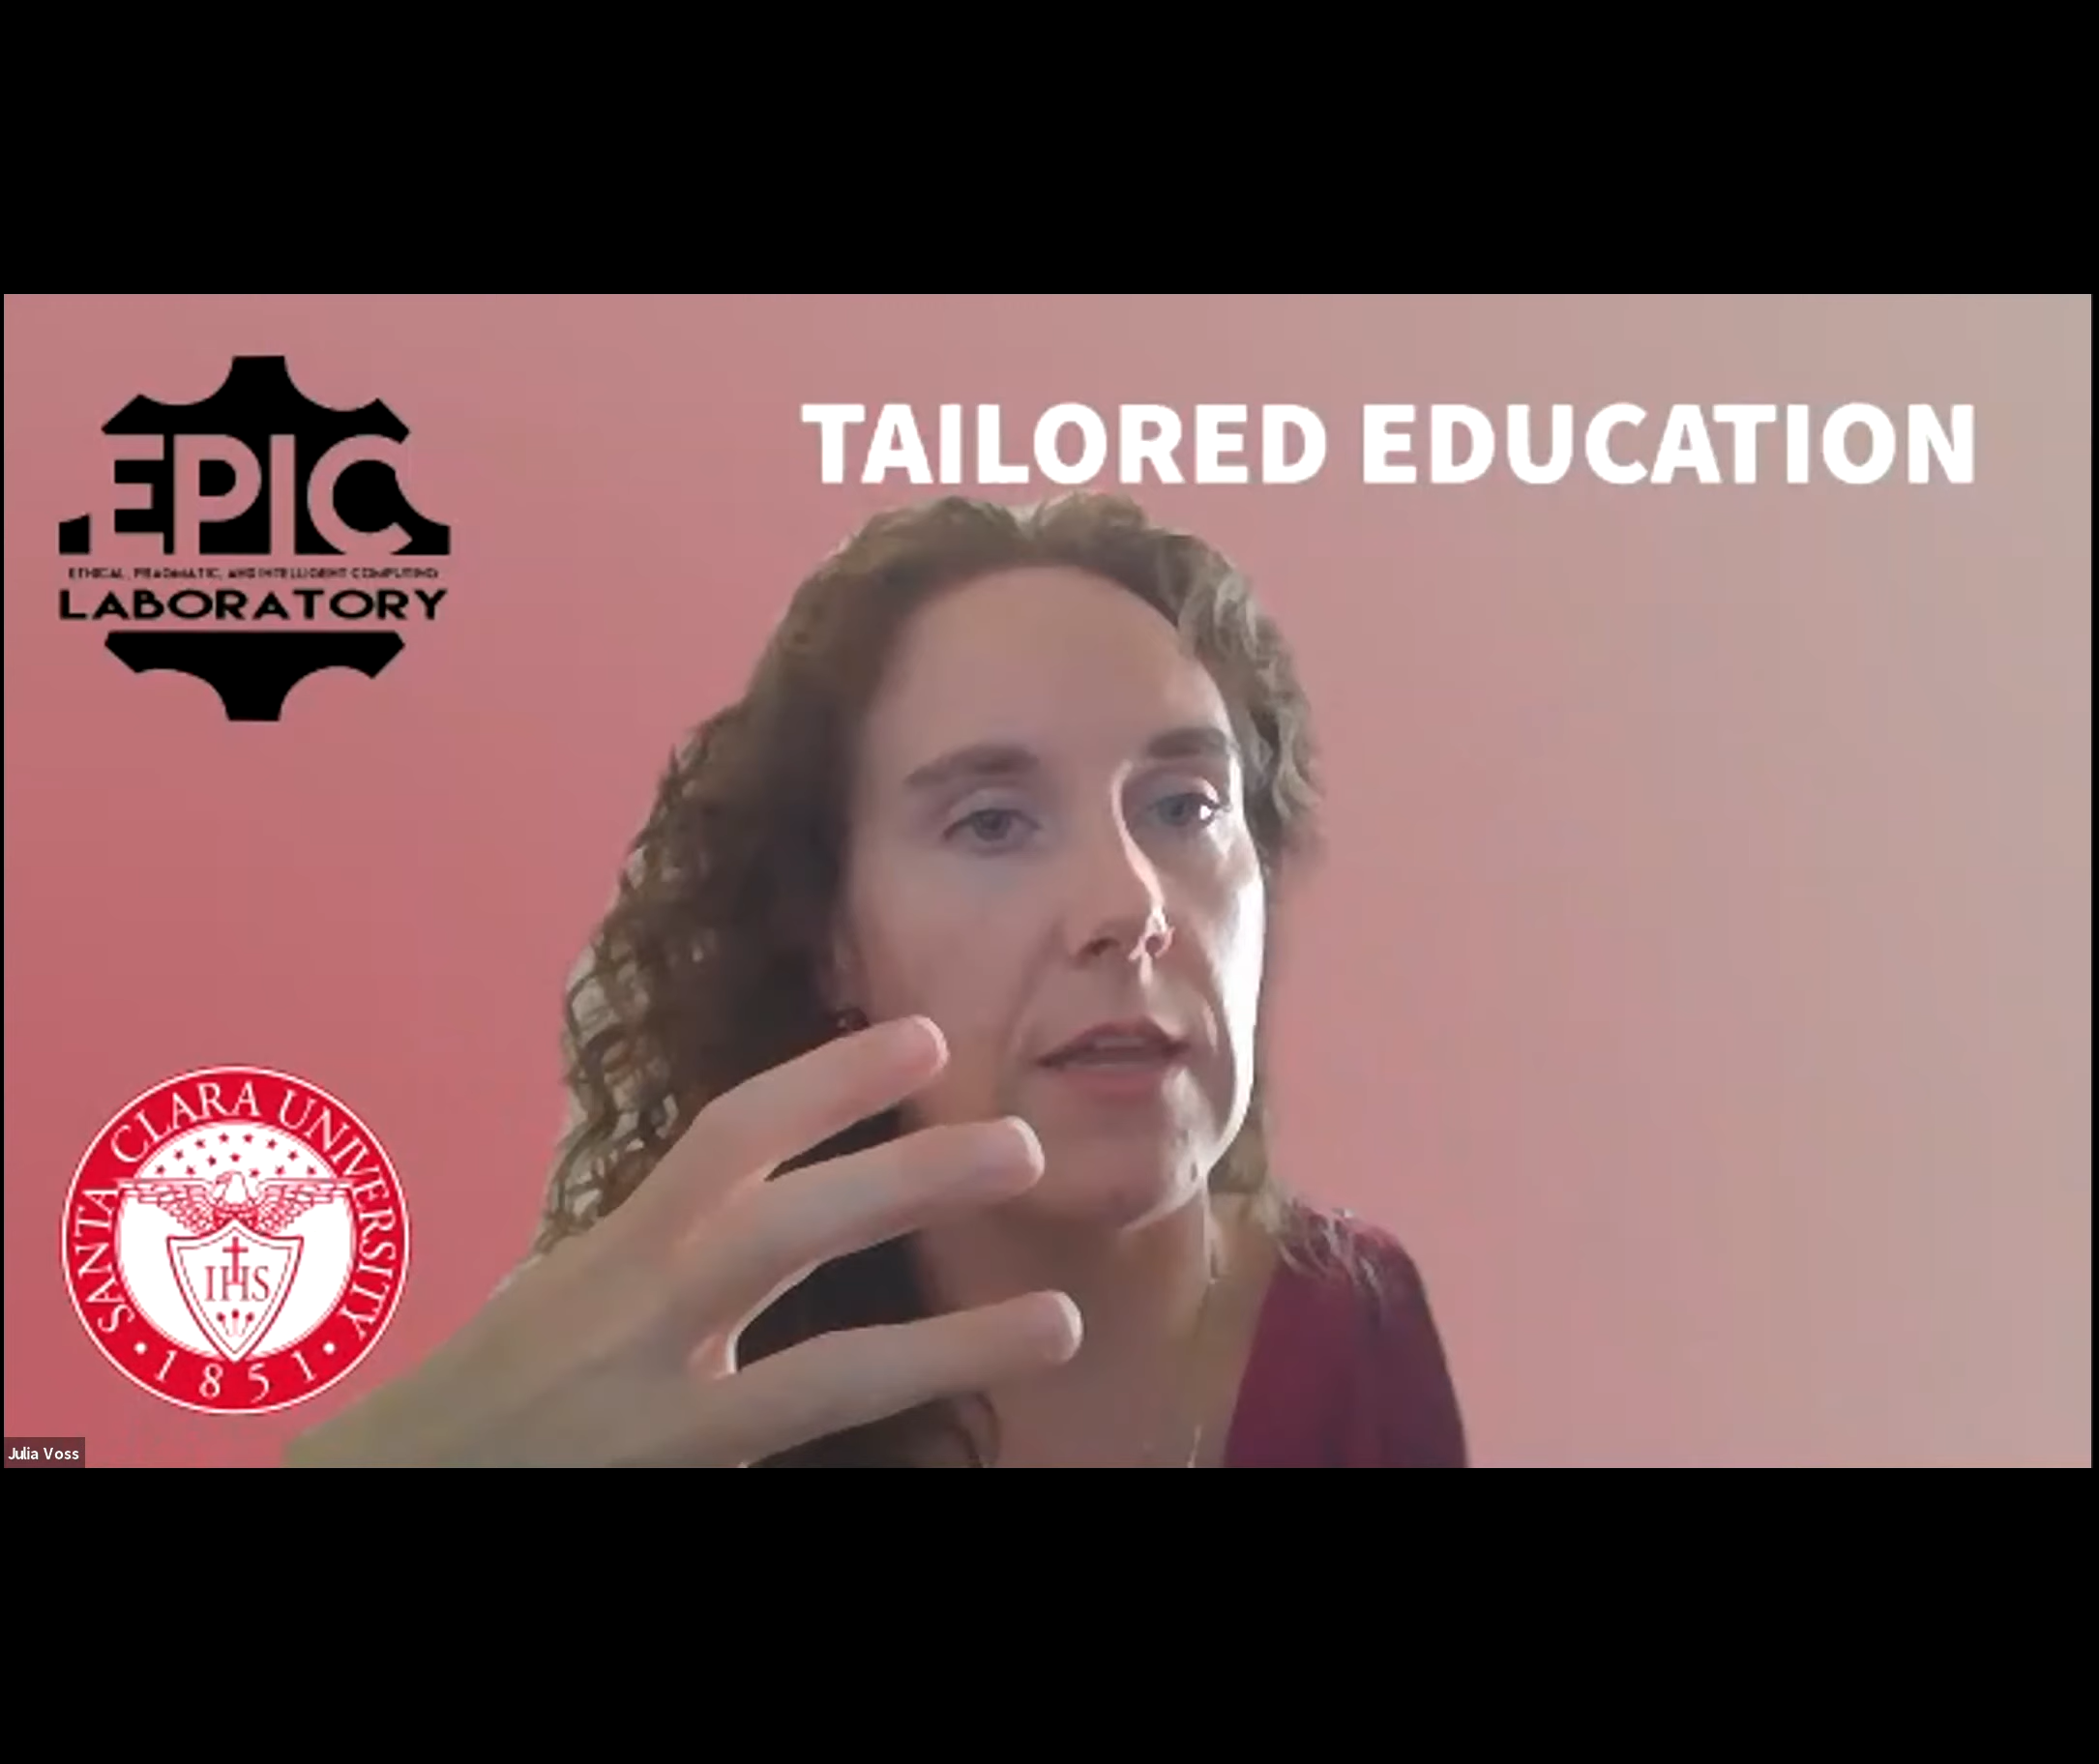 EPIC
ETHICAL, PRAGMATIC, AND INTELLIGENT COMPUTING
LABORATORY
TAILORED EDUCATION
SANTA CLARA UNIVERSITY
IHS
1851
Julia Voss